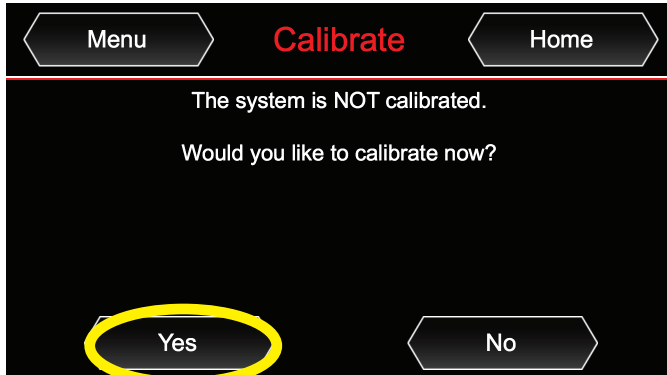 Menu
Calibrate
Home
The system is NOT calibrated.
Would you like to calibrate now?
Yes
No